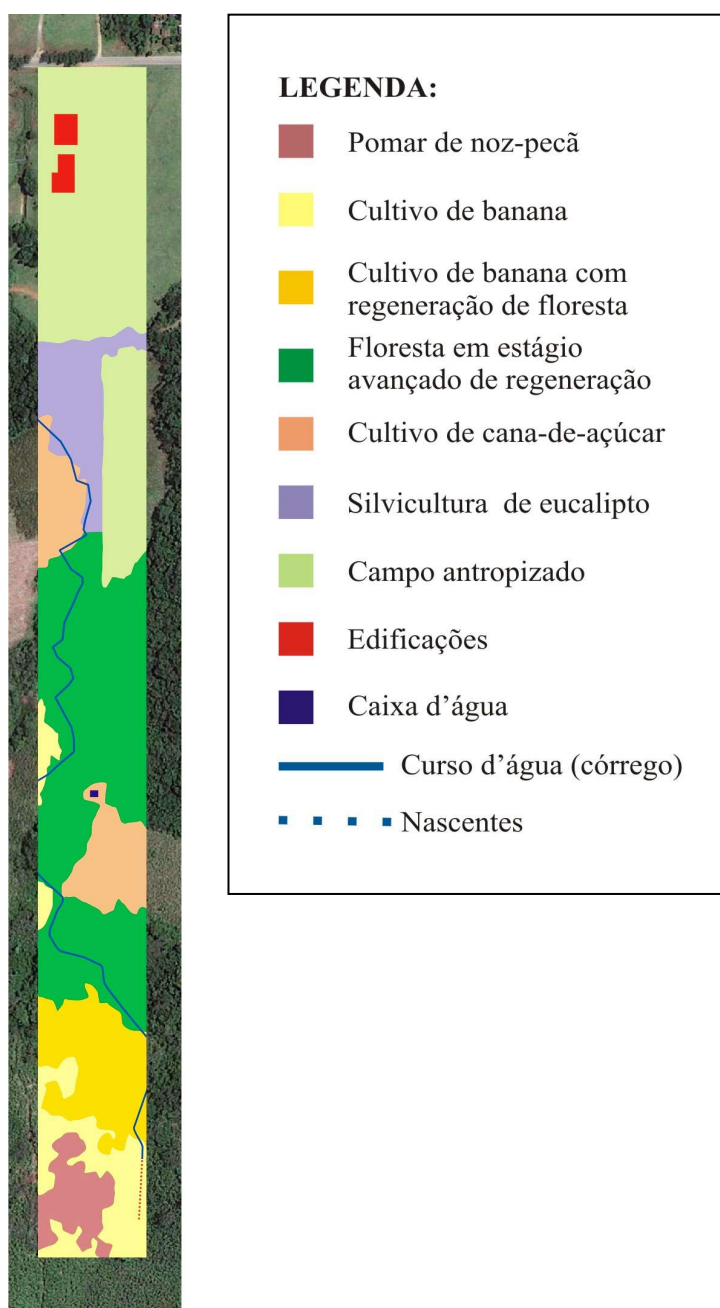 LEGENDA:
Pomar de noz-pecã
Cultivo de banana
Cultivo de banana com
regeneração de floresta
Floresta em estágio
avançado de regeneração
Cultivo de cana-de-açúcar
Silvicultura de eucalipto
Campo antropizado
Edificações
Caixa d’água
Curso d’água (córrego)
Nascentes